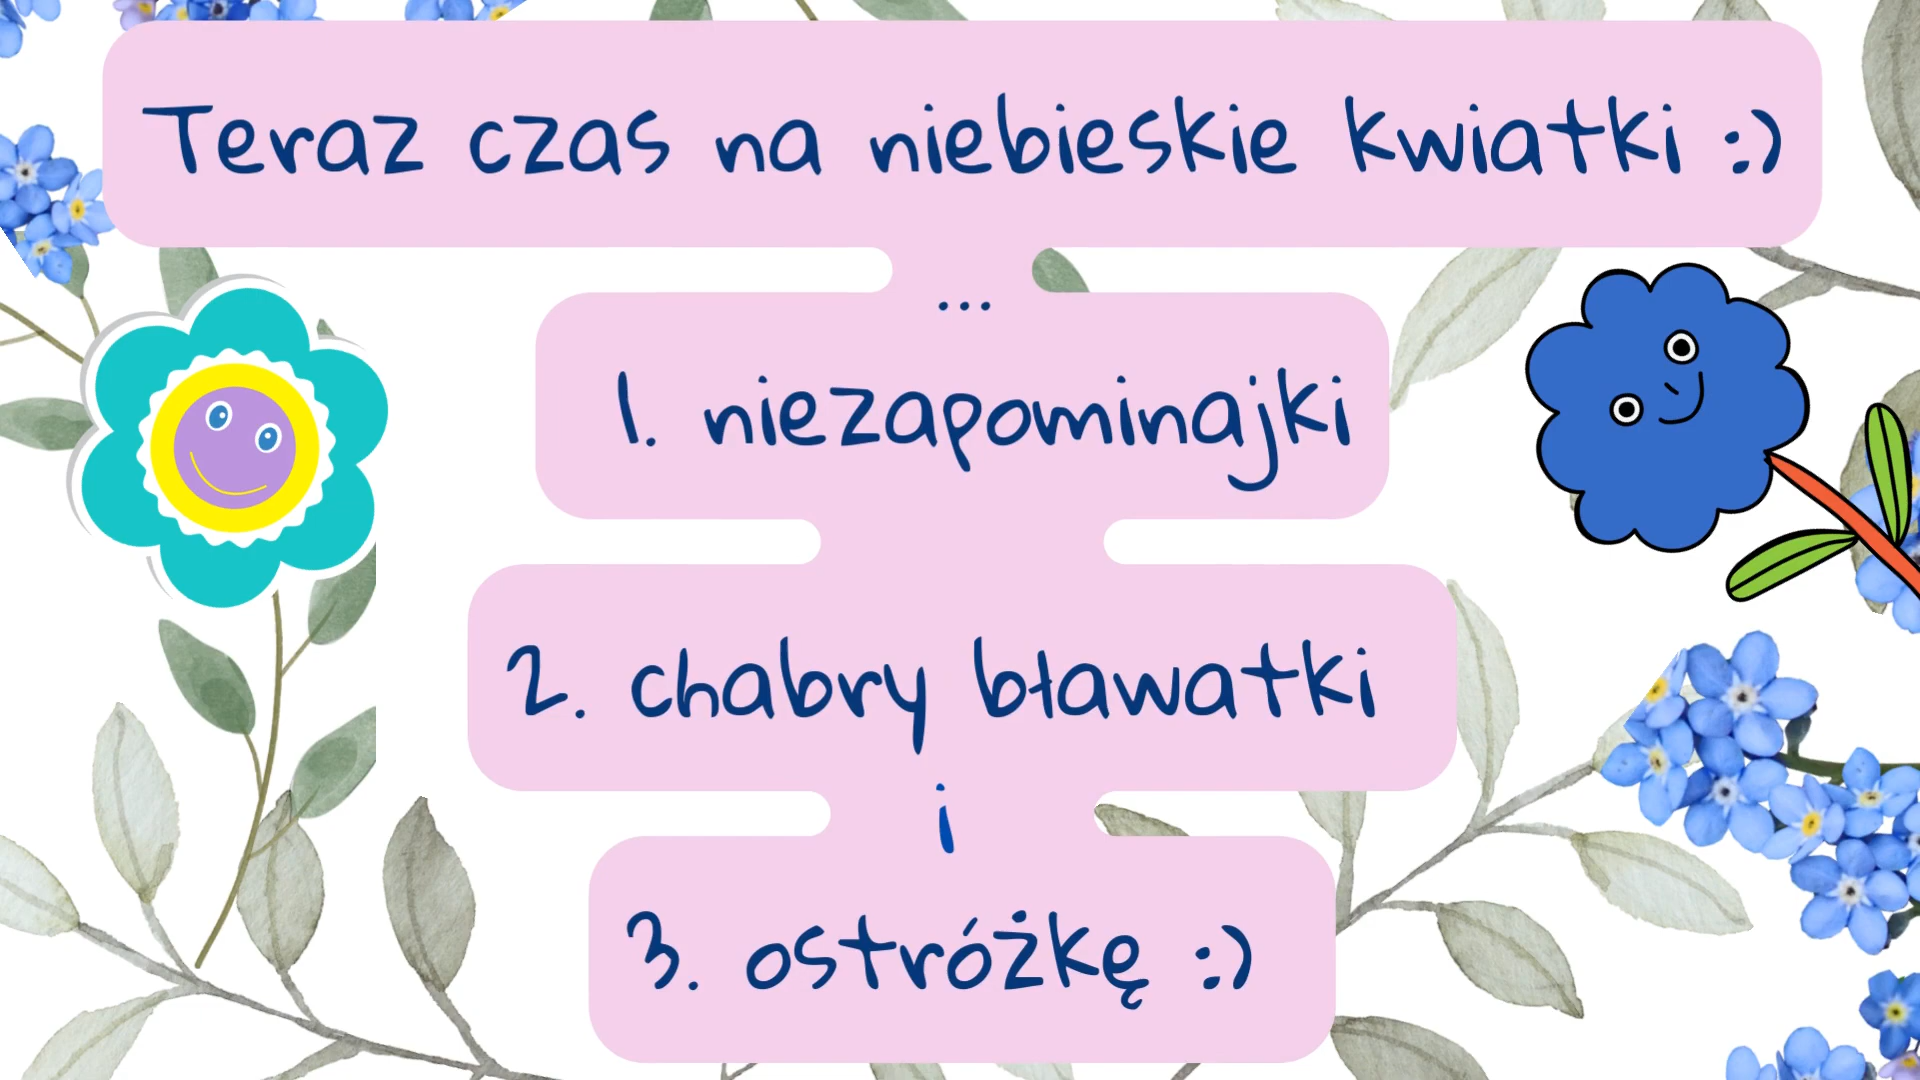 Teraz czas na niebieskie kwiatki :)
...
1. niezapominajki
2. chabry bławatki
i
3. ostróżkę :)